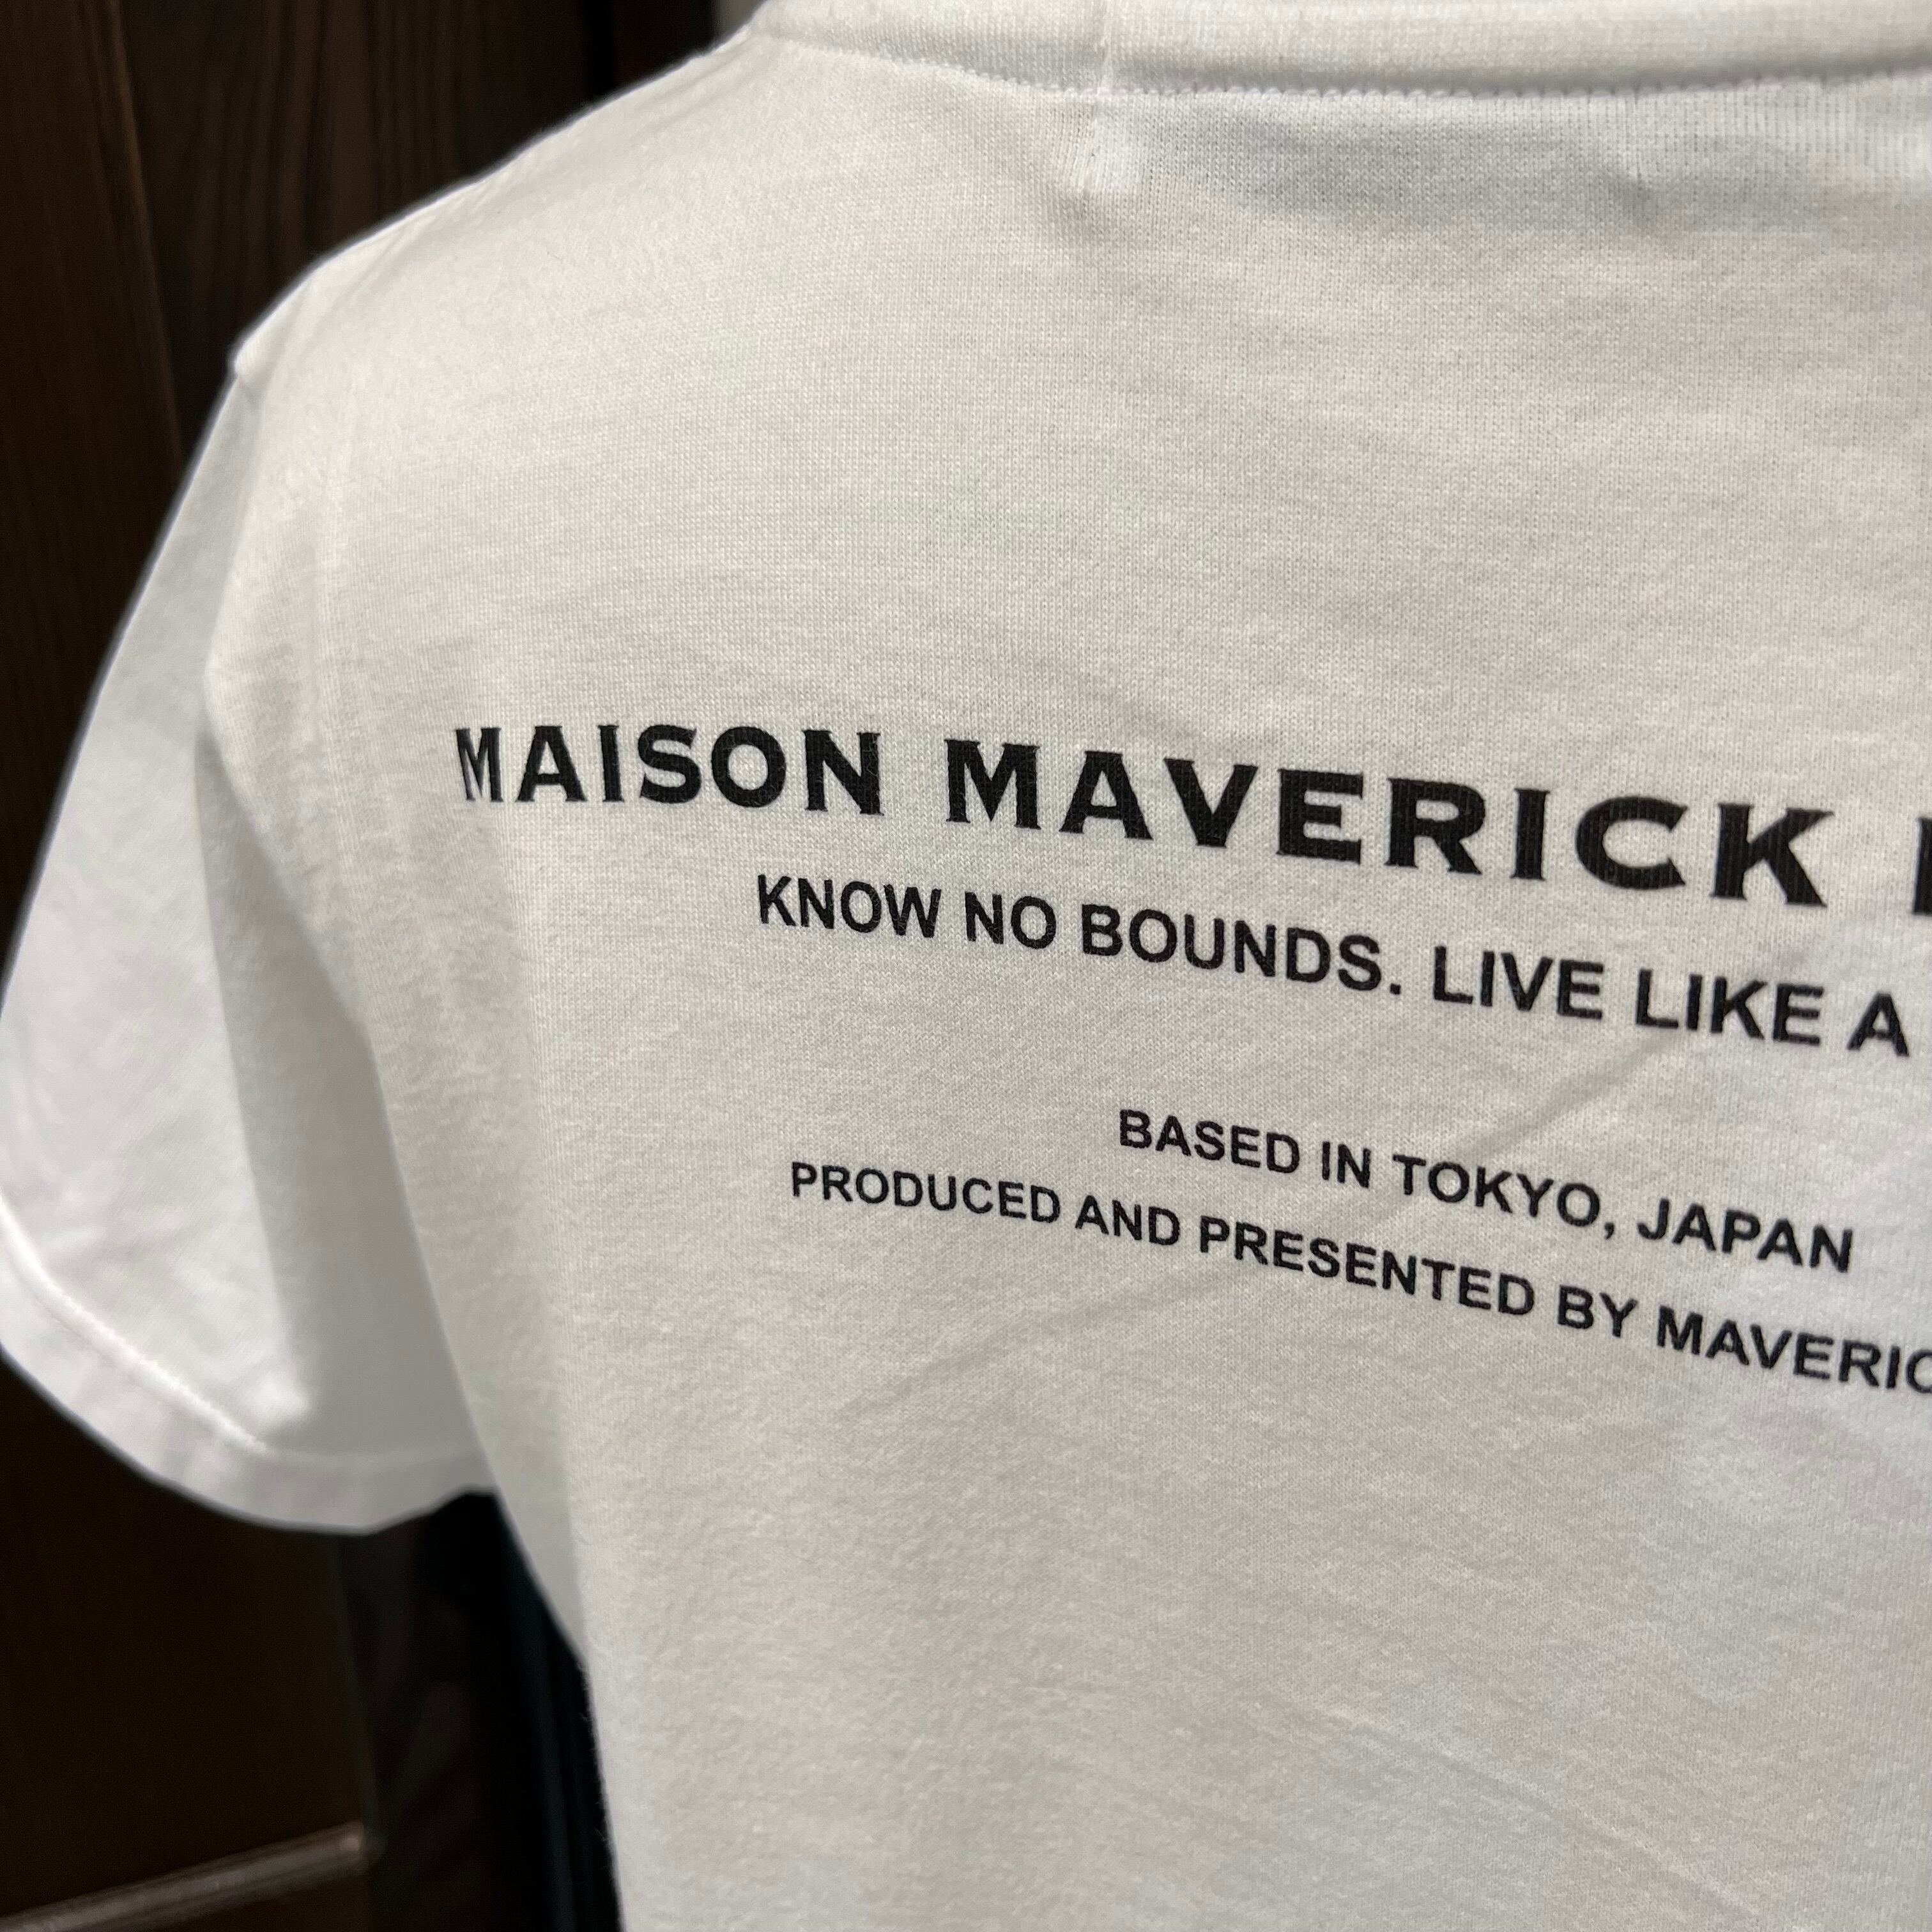 MAISON MAVERICK
KNOW NO BOUNDS. LIVE LIKE A
BASED IN TOKYO, JAPAN
PRODUCED AND PRESENTED BY